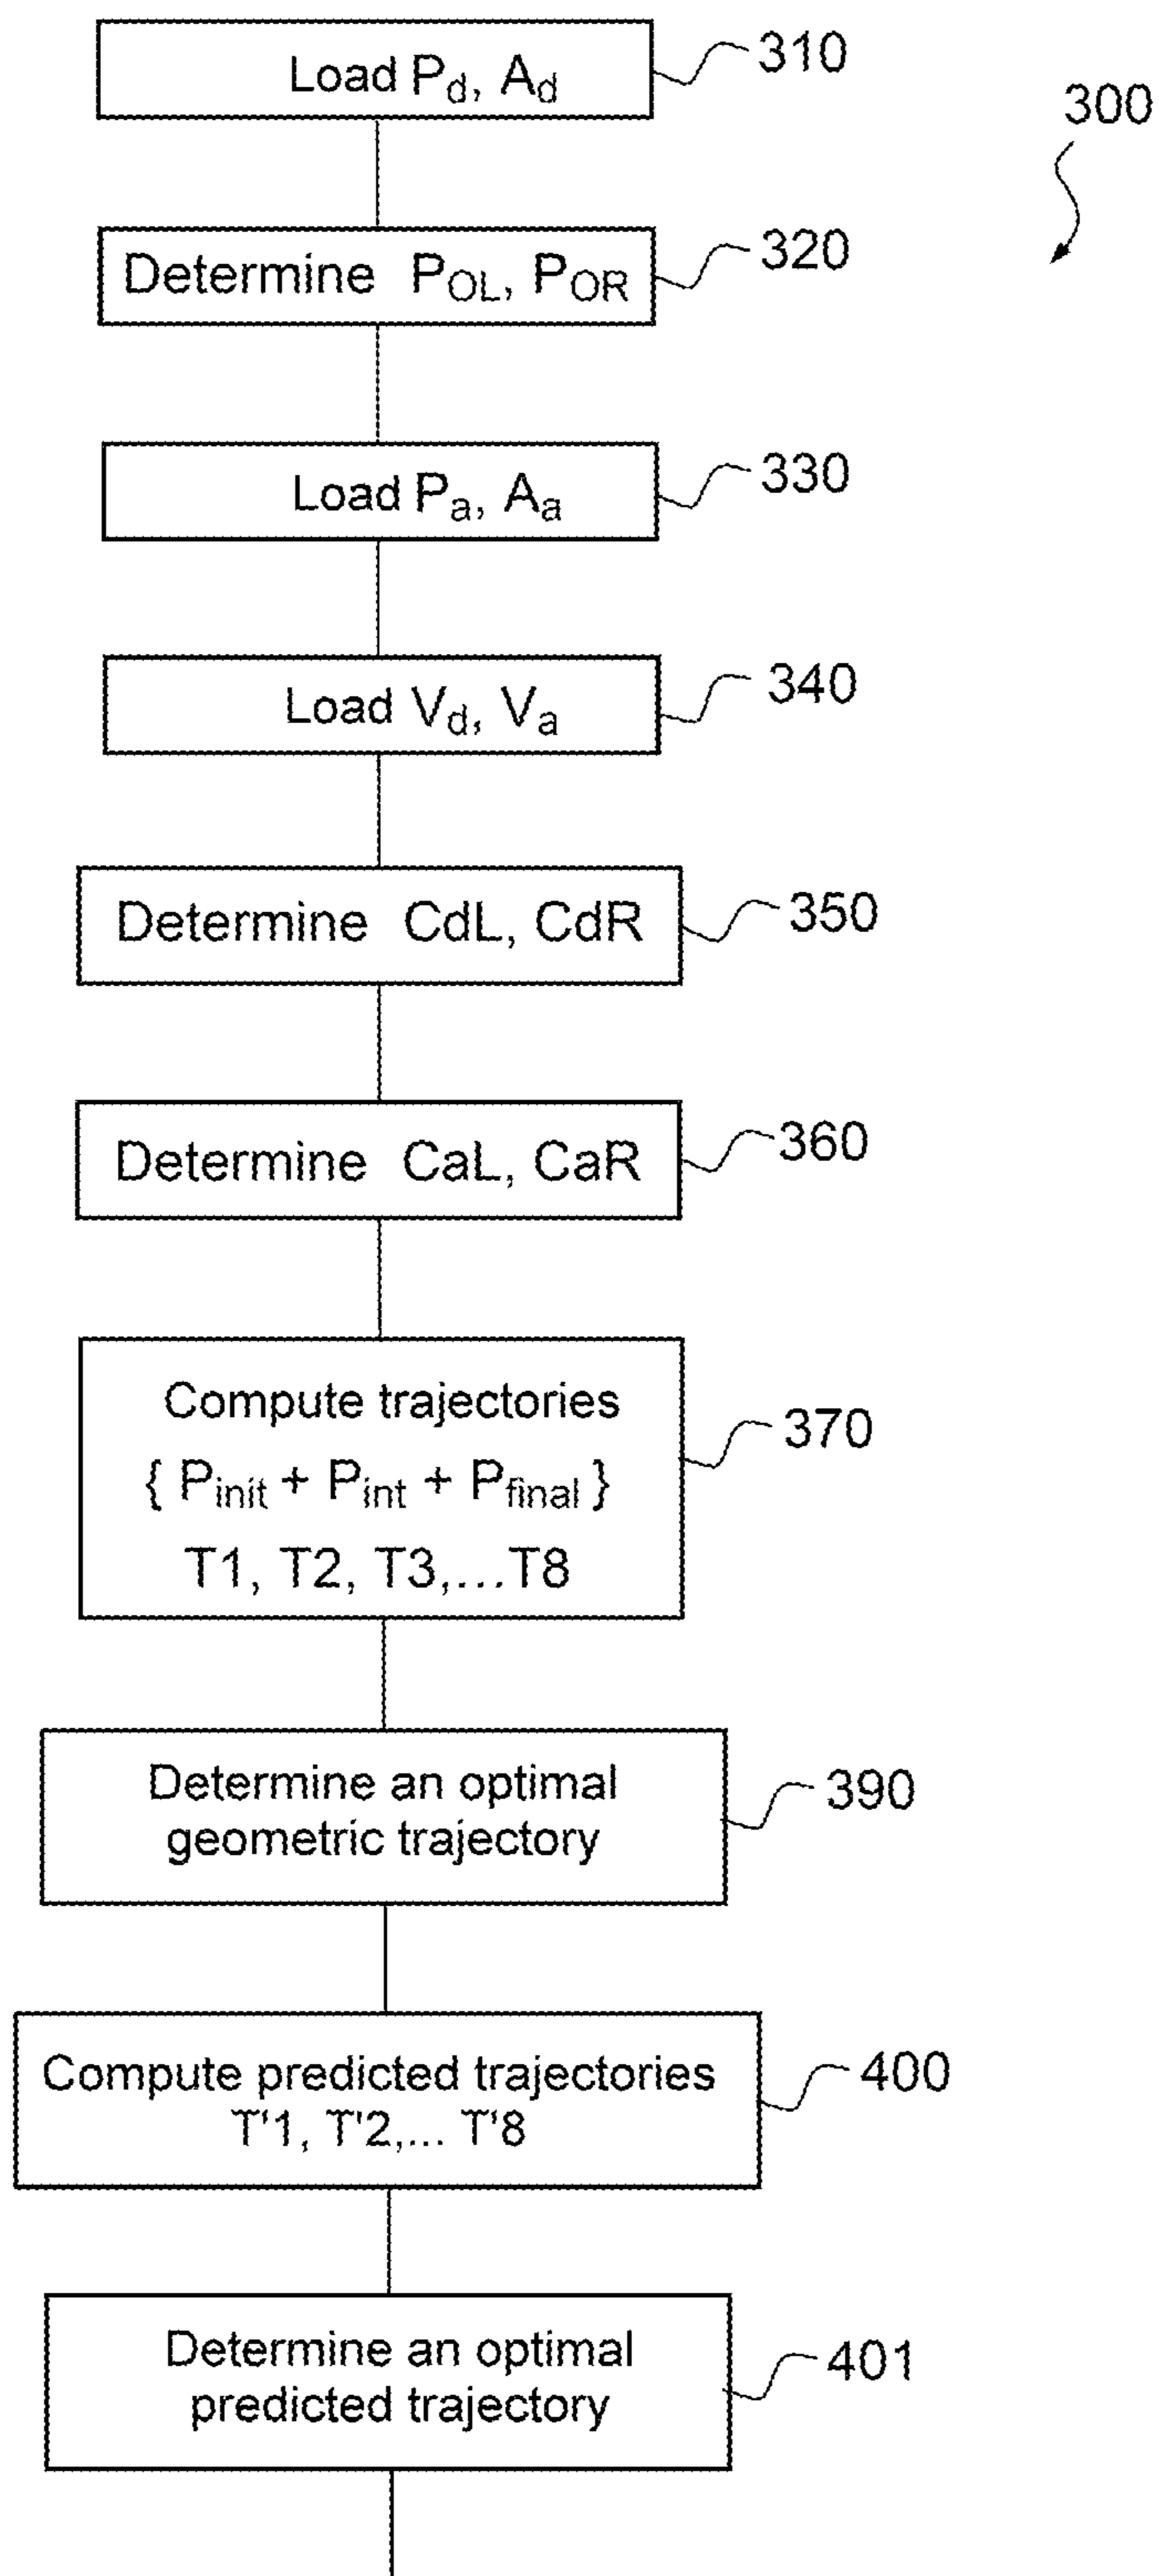 Load Pd, Ad
310
300
Determine POL, POR
320
Load Pa, Aa
330
Load Vd, Va
340
Determine CdL, CdR
350
Determine CaL, CaR
360
Compute trajectories
{ Pinit + Pint + Pfinal }
T1, T2, T3,...T8
370
Determine an optimal
geometric trajectory
390
Compute predicted trajectories
T'1, T'2,... T'8
400
Determine an optimal
predicted trajectory
401